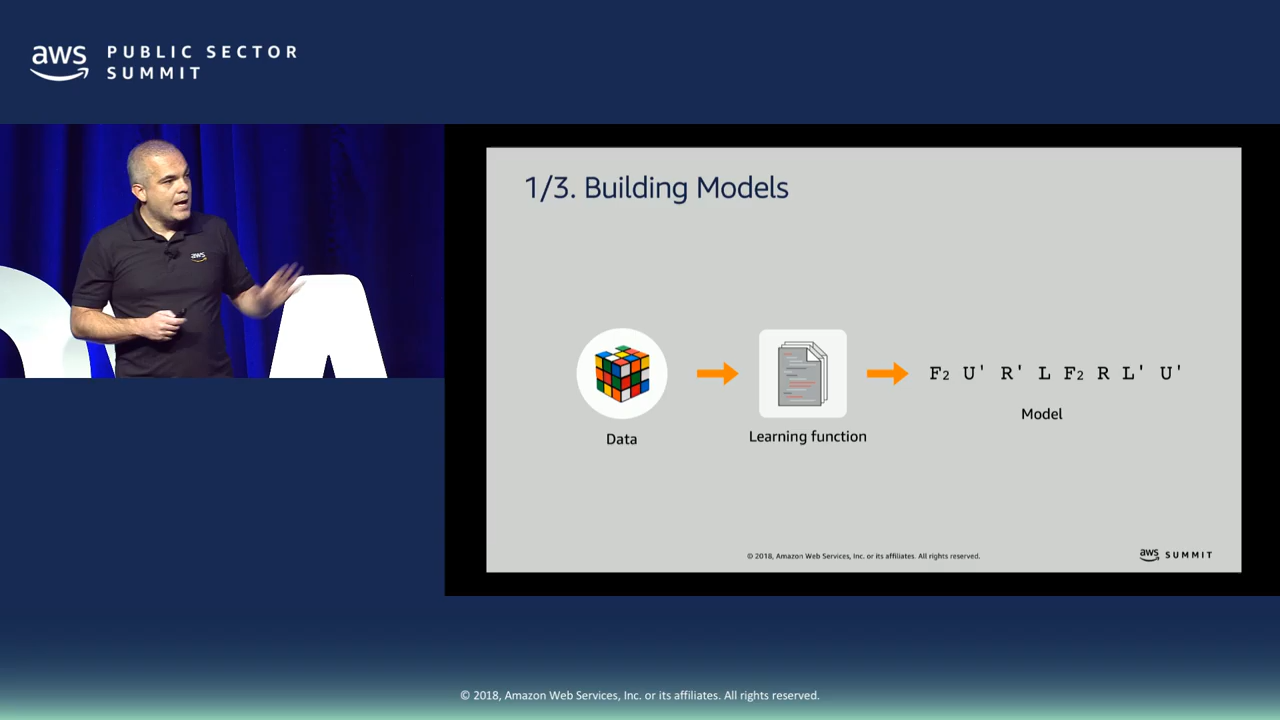 aws
PUBLIC SECTOR
SUMMIT
aws
1/3. Building Models
F2 U' R' L F2 R L' U'
Model
Data
Learning function
© 2018, Amazon Web Services, Inc. or its affiliates. All rights reserved.
aws SUMMIT
© 2018, Amazon Web Services, Inc. or its affiliates. All rights reserved.